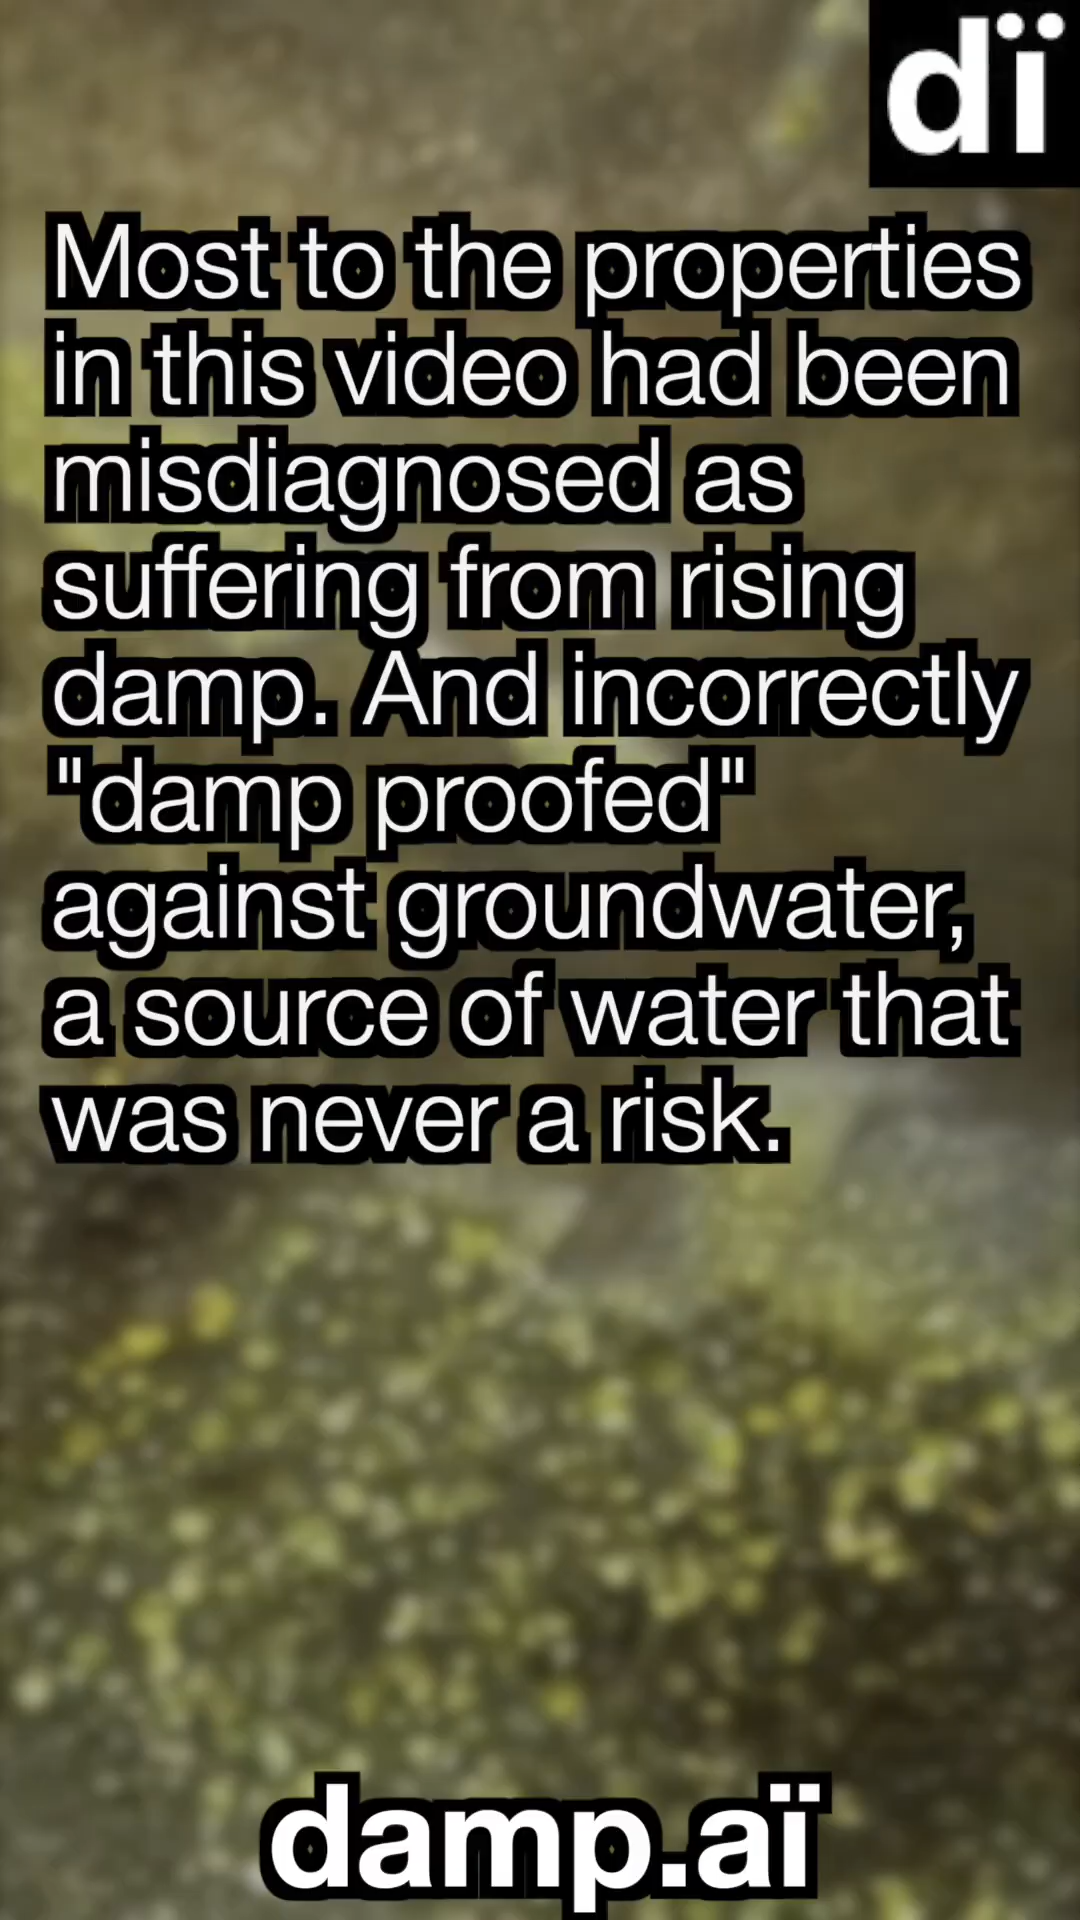 dï
Most to the properties
in this video had been
misdiagnosed as
suffering from rising
damp. And incorrectly
"damp proofed"
against groundwater,
a source of water that
was never a risk.
damp.aï